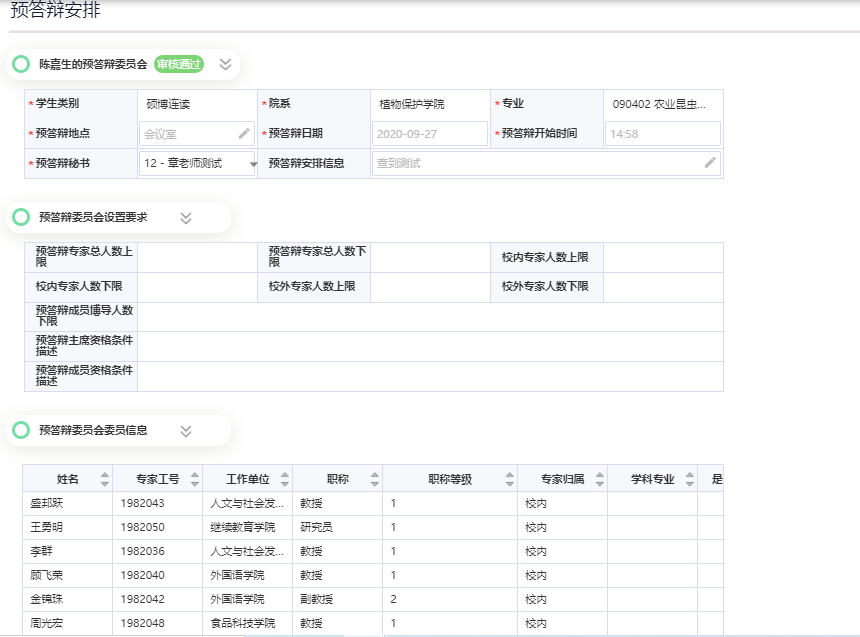 预答辩安排
陈嘉生的预答辩委员会 审核通过
*学生类别 硕博连读 *院系 植物保护学院 *专业 090402 农业昆虫...
*预答辩地点 会议室 *预答辩日期 2020-09-27 *预答辩开始时间 14:58
*预答辩秘书 12 - 章老师测试 预答辩安排信息 查到测试
预答辩委员会设置要求
预答辩专家总人数上限 预答辩专家总人数下限 校内专家人数上限
校内专家人数下限 校外专家人数上限 校外专家人数下限
预答辩成员博导人数下限
预答辩主席资格条件描述
预答辩成员资格条件描述
预答辩委员会委员信息
姓名 专家工号 工作单位 职称 职称等级 专家归属 学科专业 是
盛邦跃 1982043 人文与社会发... 教授 1 校内
王勇明 1982050 继续教育学院 研究员 1 校内
李群 1982036 人文与社会发... 教授 1 校内
顾飞荣 1982040 外国语学院 教授 1 校内
金锦珠 1982042 外国语学院 副教授 2 校内
周光宏 1982048 食品科技学院 教授 1 校内